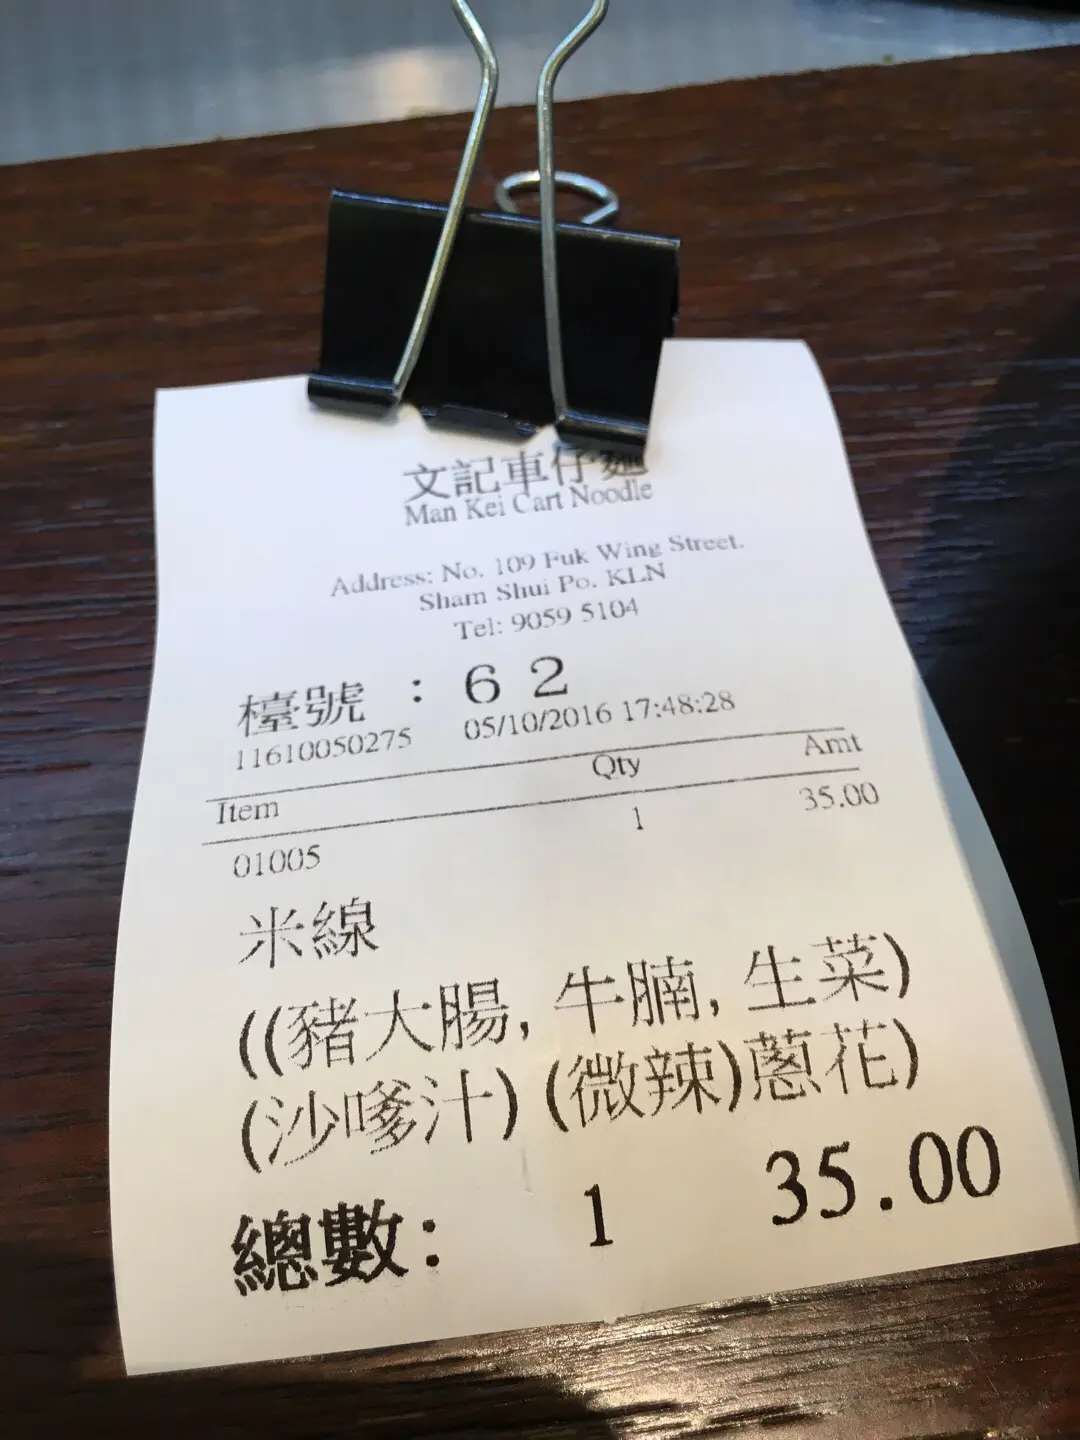 文記車仔麵
Man Kei Cart Noodle
Address: No. 109 Fuk Wing Street.
Sham Shui Po. KLN
Tel: 9059 5104
檯號 : 6 2
11610050275 05/10/2016 17:48:28
Item Qty Amt
01005 1 35.00
米線
((豬大腸, 牛腩, 生菜)
(沙嗲汁) (微辣)蔥花)
總數: 1 35.00